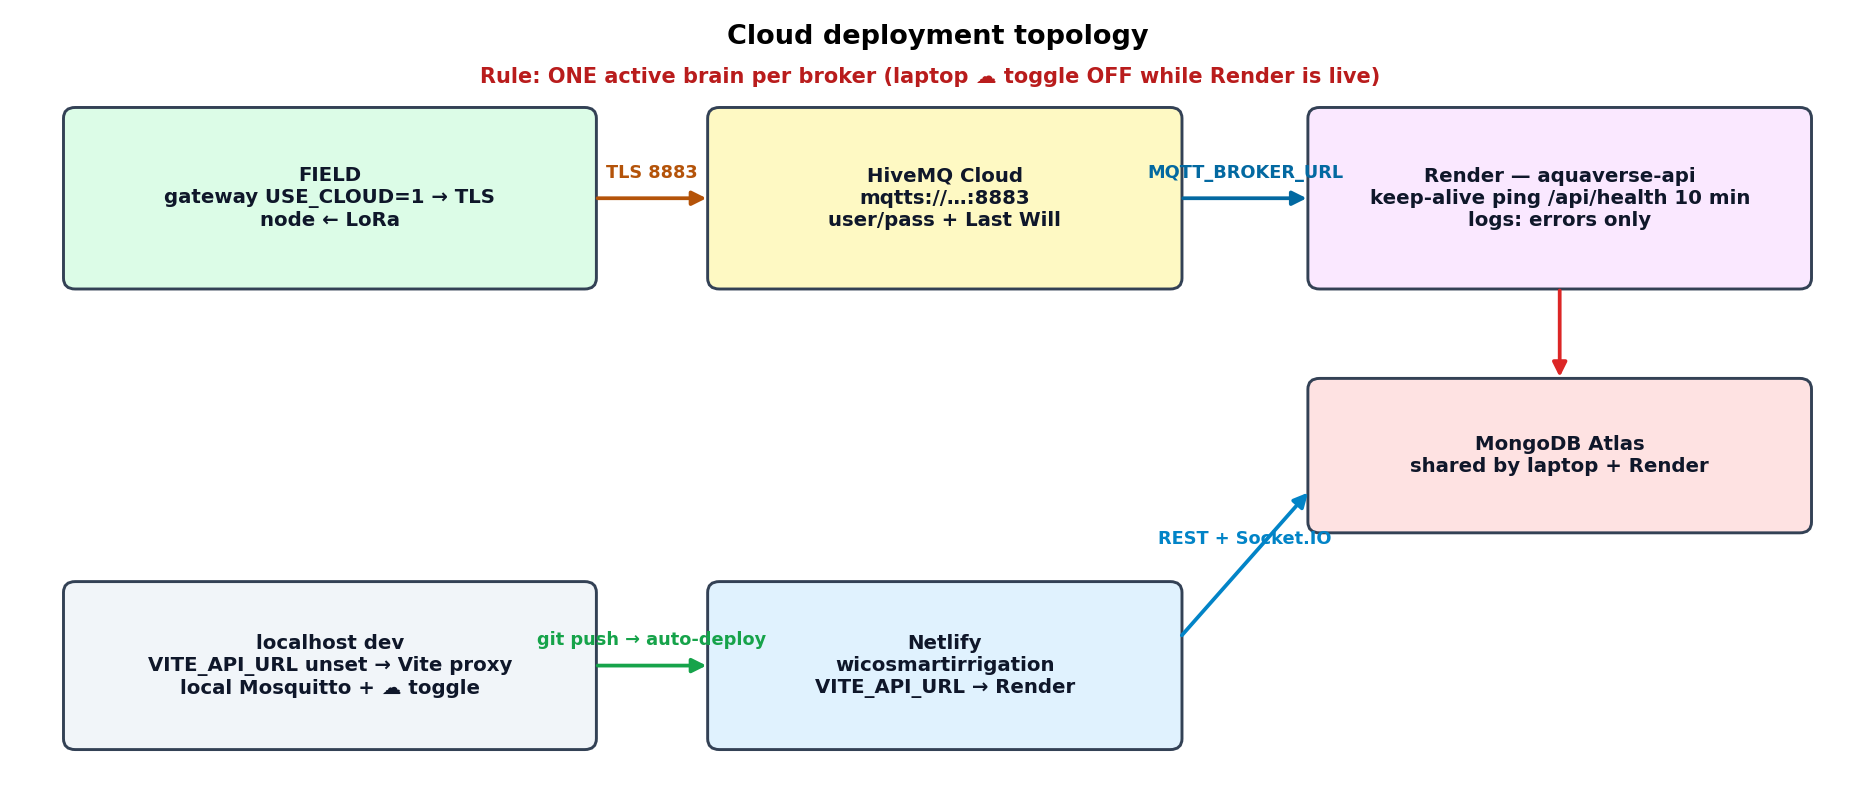 Cloud deployment topology
Rule: ONE active brain per broker (laptop ☁ toggle OFF while Render is live)
FIELD
gateway USE_CLOUD=1 → TLS
node ← LoRa
TLS 8883
HiveMQ Cloud
mqtts://…:8883
user/pass + Last Will
MQTT_BROKER_URL
Render — aquaverse-api
keep-alive ping /api/health 10 min
logs: errors only
MongoDB Atlas
shared by laptop + Render
REST + Socket.IO
localhost dev
VITE_API_URL unset → Vite proxy
local Mosquitto + ☁ toggle
git push → auto-deploy
Netlify
wicosmartirrigation
VITE_API_URL → Render